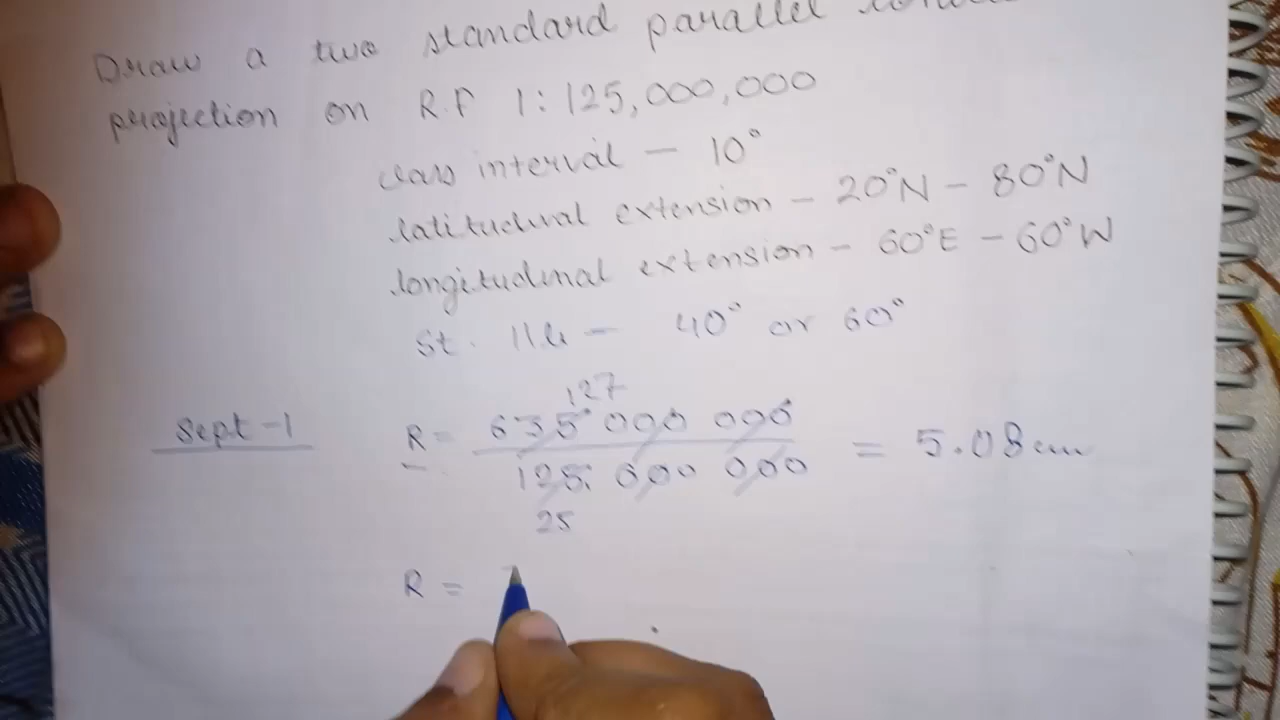 Draw a two standard parallel
projection on R.F 1:125,000,000
class interval - 10°
latitudinal extension - 20°N - 80°N
longitudinal extension - 60°E - 60°W
St. 11 - 40° or 60°
127
Sept -1 R = 635 000 000 = 5.08cm
125 000 000
25
R =